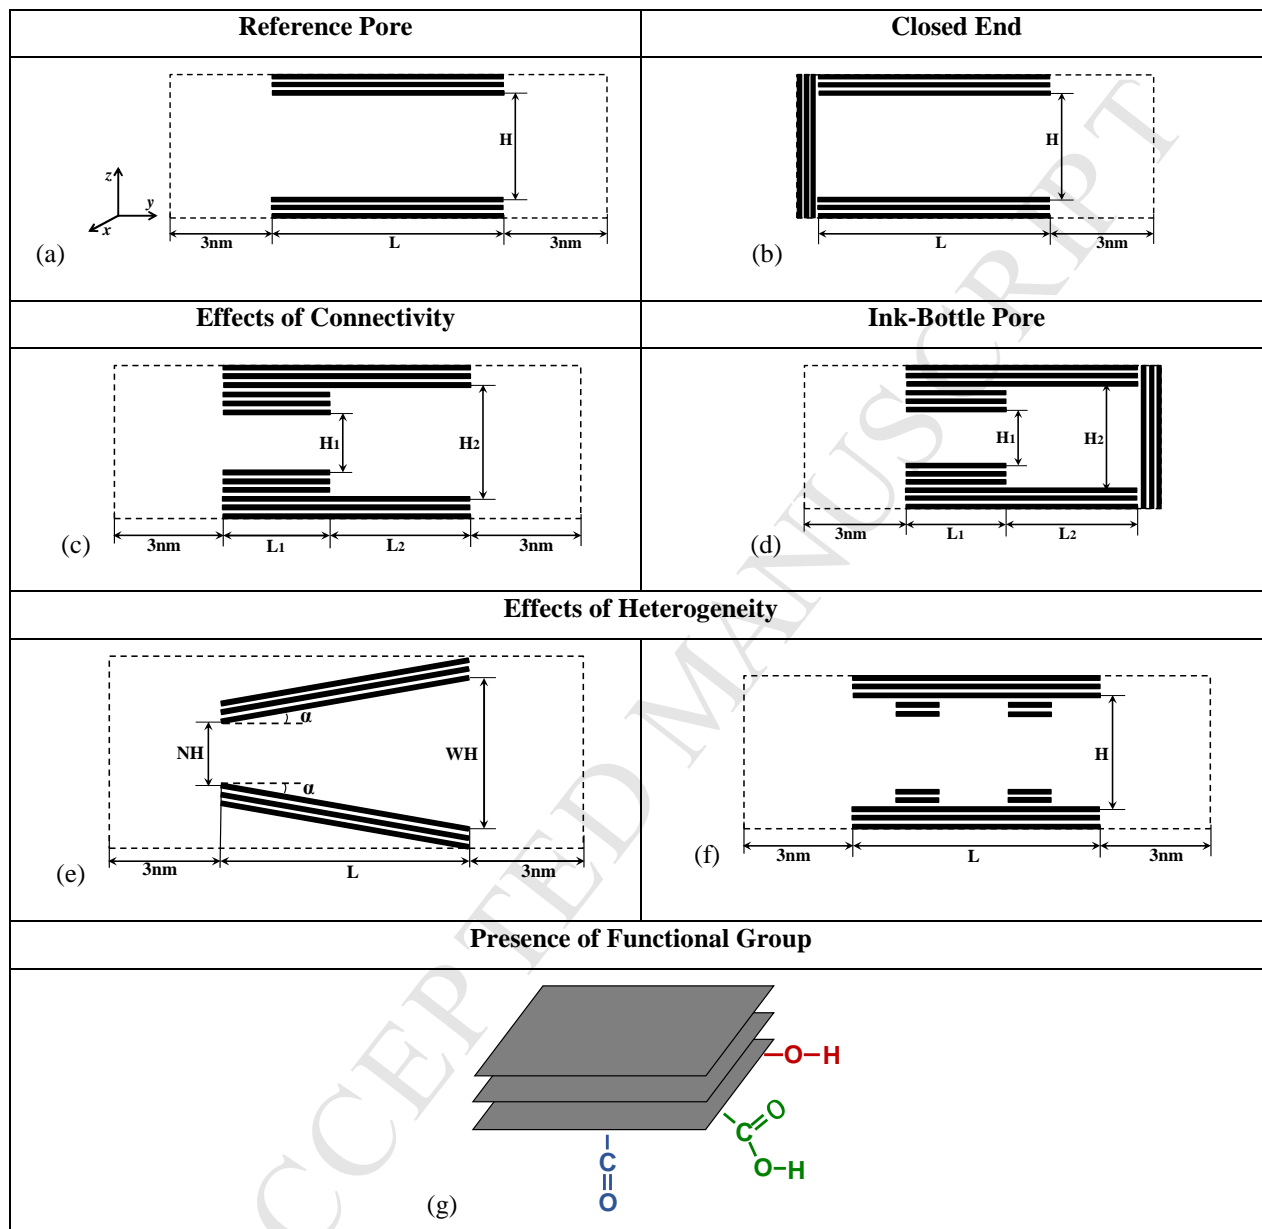 Reference Pore
Closed End
H
z
y
x
3nm
L
3nm
(a)
H
L
3nm
(b)
Effects of Connectivity
Ink-Bottle Pore
H1
H2
3nm
L1
L2
3nm
(c)
H1
H2
3nm
L1
L2
(d)
Effects of Heterogeneity
α
NH
WH
α
3nm
L
3nm
(e)
H
3nm
L
3nm
(f)
Presence of Functional Group
O H
C O
O H
C
O
(g)
CCEPTED MANUSCRIPT